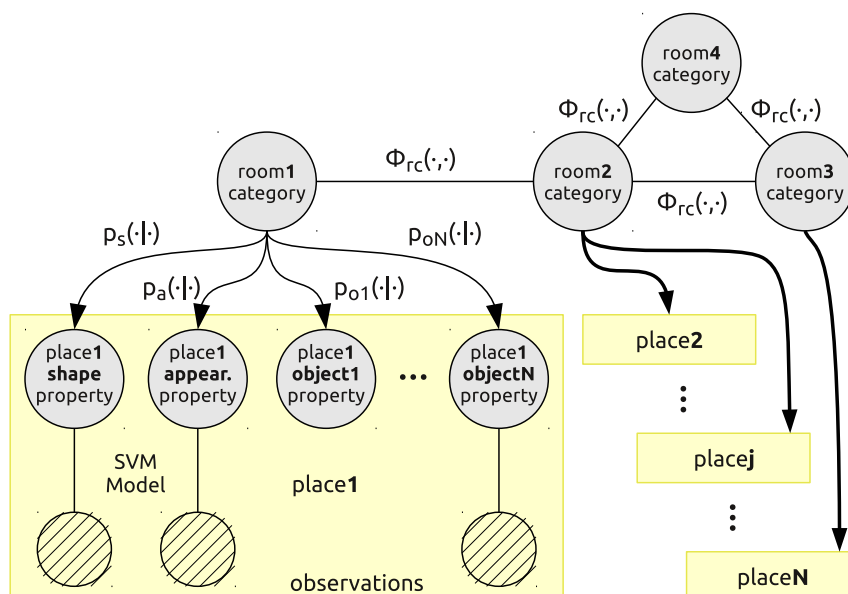 room4
category
Φrc(·,·)
Φrc(·,·)
room1
category
Φrc(·,·)
room2
category
room3
category
Φrc(·,·)
ps(·|·)
poN(·|·)
pa(·|·)
po1(·|·)
place1
shape
property
place1
appear.
property
place1
object1
property
...
place1
objectN
property
place2
...
placej
...
placeN
SVM
Model
place1
observations